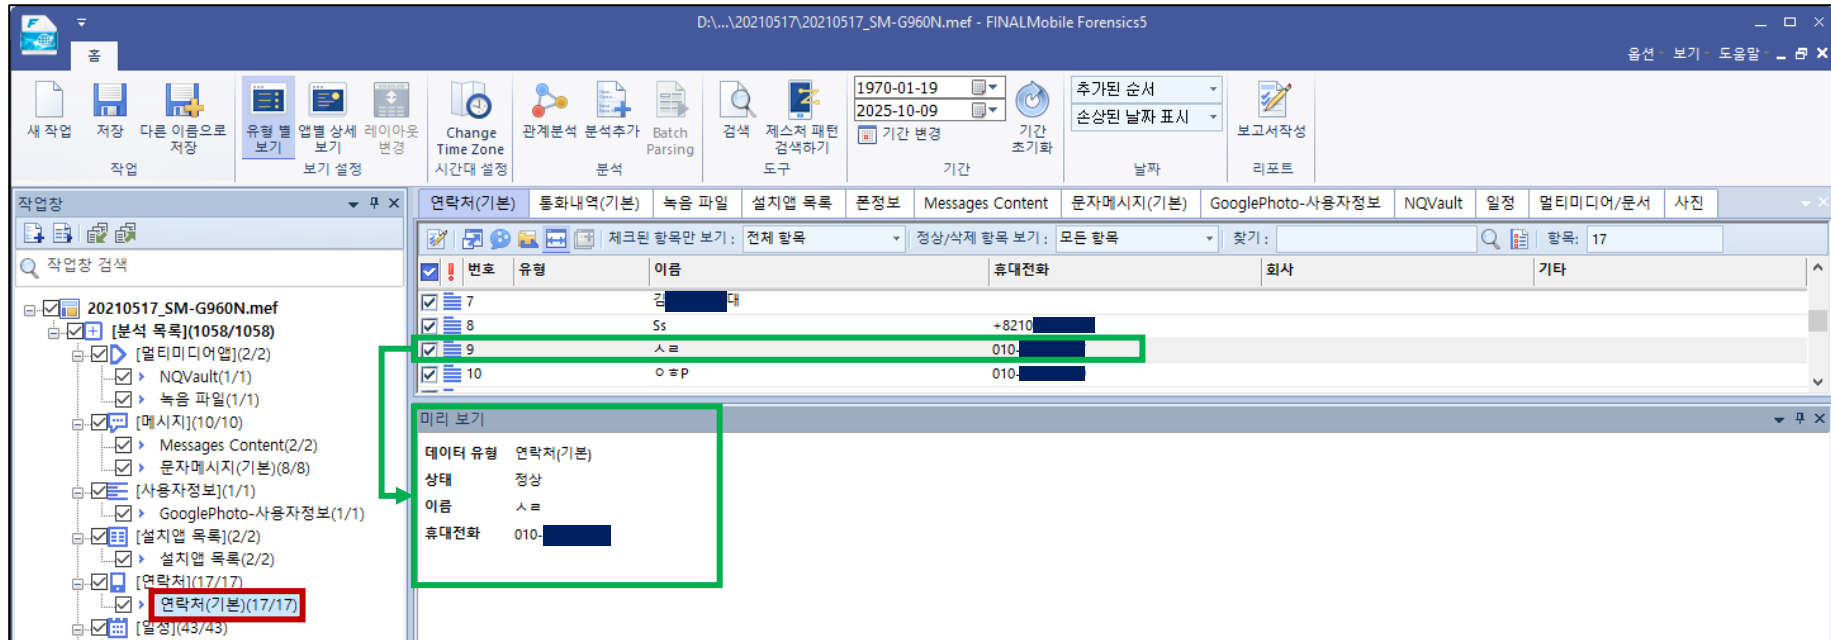 D:\...\20210517\20210517_SM-G960N.mef - FINALMobile Forensics5
홈
옵션 보기 도움말
새 작업 저장 다른 이름으로 저장
작업
유형 별 보기 앱별 상세 보기 레이아웃 변경
보기 설정
Change Time Zone
시간대 설정
관계분석 분석추가 Batch Parsing
분석
검색 제스처 패턴 검색하기
도구
1970-01-19
2025-10-09
기간 변경 기간 초기화
기간
추가된 순서
손상된 날짜 표시
날짜
보고서작성
리포트
작업창
작업창 검색
20210517_SM-G960N.mef
[분석 목록](1058/1058)
[멀티미디어앱](2/2)
NQVault(1/1)
녹음 파일(1/1)
[메시지](10/10)
Messages Content(2/2)
문자메시지(기본)(8/8)
[사용자정보](1/1)
GooglePhoto-사용자정보(1/1)
[설치앱 목록](2/2)
설치앱 목록(2/2)
[연락처](17/17)
연락처(기본)(17/17)
[일정](43/43)
연락처(기본) 통화내역(기본) 녹음 파일 설치앱 목록 폰정보 Messages Content 문자메시지(기본) GooglePhoto-사용자정보 NQVault 일정 멀티미디어/문서 사진
체크된 항목만 보기 : 전체 항목 정상/삭제 항목 보기 : 모든 항목 찾기 : 항목: 17
번호 유형 이름 휴대전화 회사 기타
7 김 대
8 Ss +8210
9 ㅅㄹ 010-
10 ㅇㅎP 010-
미리 보기
데이터 유형 연락처(기본)
상태 정상
이름 ㅅㄹ
휴대전화 010-